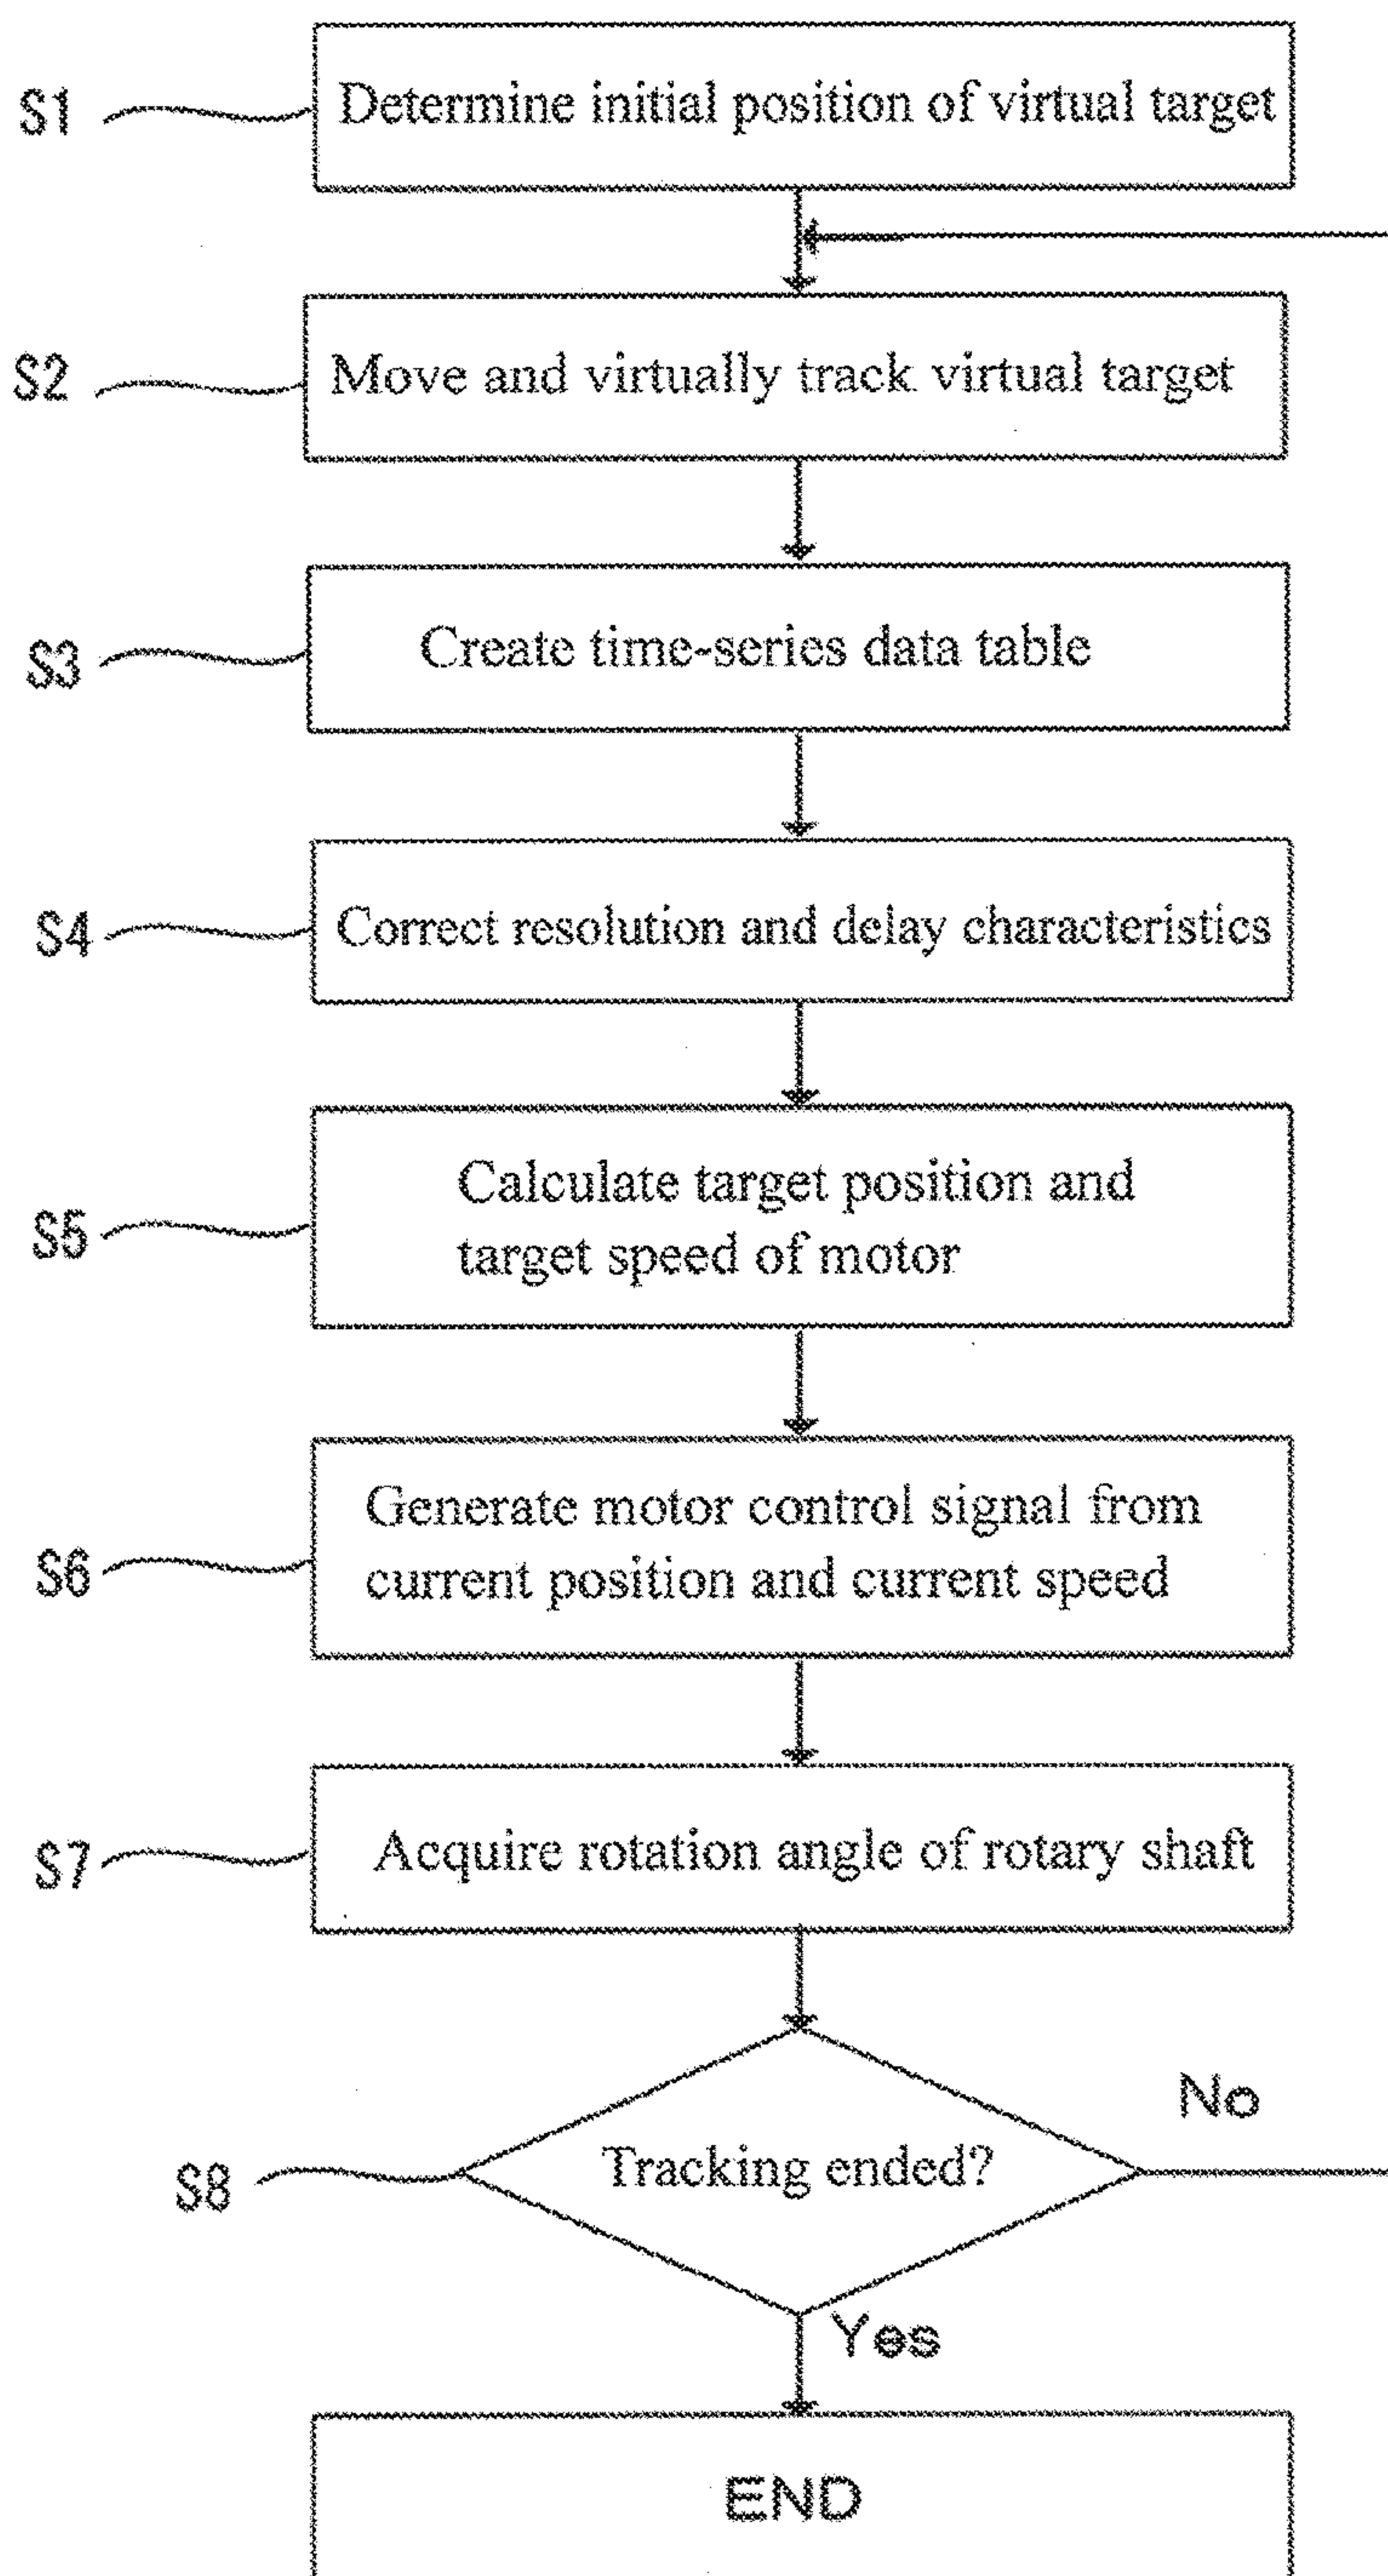 S1
Determine initial position of virtual target
S2
Move and virtually track virtual target
S3
Create time-series data table
S4
Correct resolution and delay characteristics
S5
Calculate target position and
target speed of motor
S6
Generate motor control signal from
current position and current speed
S7
Acquire rotation angle of rotary shaft
No
S8
Tracking ended?
Yes
END